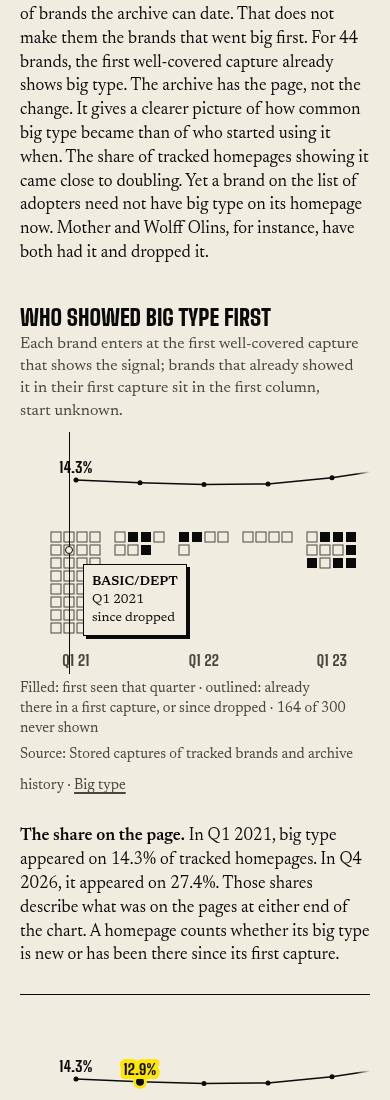 of brands the archive can date. That does not
make them the brands that went big first. For 44
brands, the first well-covered capture already
shows big type. The archive has the page, not the
change. It gives a clearer picture of how common
big type became than of who started using it
when. The share of tracked homepages showing it
came close to doubling. Yet a brand on the list of
adopters need not have big type on its homepage
now. Mother and Wolff Olins, for instance, have
both had it and dropped it.
WHO SHOWED BIG TYPE FIRST
Each brand enters at the first well-covered capture
that shows the signal; brands that already showed
it in their first capture sit in the first column,
start unknown.
14.3%
BASIC/DEPT
Q1 2021
since dropped
Q1 21 Q1 22 Q1 23
Filled: first seen that quarter · outlined: already
there in a first capture, or since dropped · 164 of 300
never shown
Source: Stored captures of tracked brands and archive
history · Big type
The share on the page. In Q1 2021, big type
appeared on 14.3% of tracked homepages. In Q4
2026, it appeared on 27.4%. Those shares
describe what was on the pages at either end of
the chart. A homepage counts whether its big type
is new or has been there since its first capture.
14.3% 12.9%